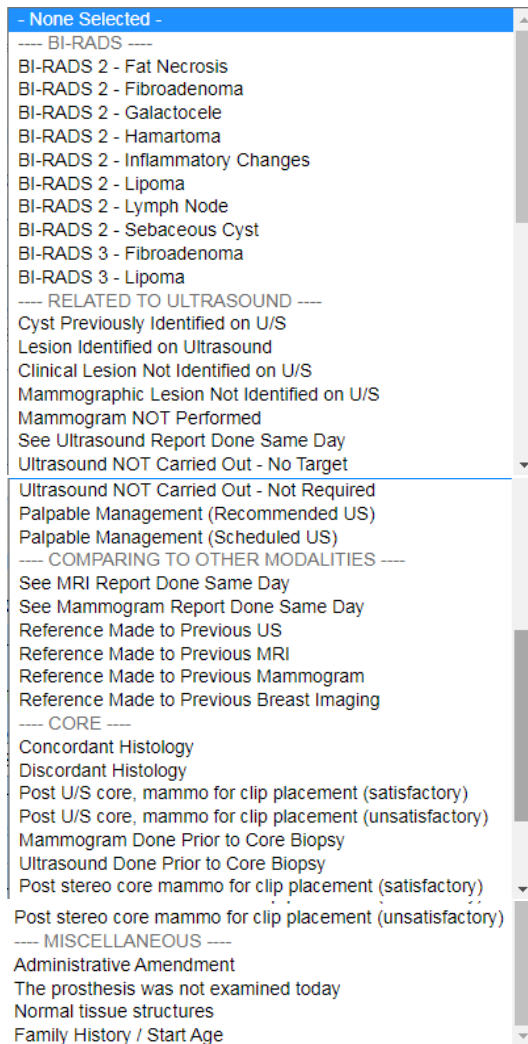 - None Selected -
---- BI-RADS ----
BI-RADS 2 - Fat Necrosis
BI-RADS 2 - Fibroadenoma
BI-RADS 2 - Galactocele
BI-RADS 2 - Hamartoma
BI-RADS 2 - Inflammatory Changes
BI-RADS 2 - Lipoma
BI-RADS 2 - Lymph Node
BI-RADS 2 - Sebaceous Cyst
BI-RADS 3 - Fibroadenoma
BI-RADS 3 - Lipoma
---- RELATED TO ULTRASOUND ----
Cyst Previously Identified on U/S
Lesion Identified on Ultrasound
Clinical Lesion Not Identified on U/S
Mammographic Lesion Not Identified on U/S
Mammogram NOT Performed
See Ultrasound Report Done Same Day
Ultrasound NOT Carried Out - No Target
Ultrasound NOT Carried Out - Not Required
Palpable Management (Recommended US)
Palpable Management (Scheduled US)
---- COMPARING TO OTHER MODALITIES ----
See MRI Report Done Same Day
See Mammogram Report Done Same Day
Reference Made to Previous US
Reference Made to Previous MRI
Reference Made to Previous Mammogram
Reference Made to Previous Breast Imaging
---- CORE ----
Concordant Histology
Discordant Histology
Post U/S core, mammo for clip placement (satisfactory)
Post U/S core, mammo for clip placement (unsatisfactory)
Mammogram Done Prior to Core Biopsy
Ultrasound Done Prior to Core Biopsy
Post stereo core mammo for clip placement (satisfactory)
Post stereo core mammo for clip placement (unsatisfactory)
---- MISCELLANEOUS ----
Administrative Amendment
The prosthesis was not examined today
Normal tissue structures
Family History / Start Age